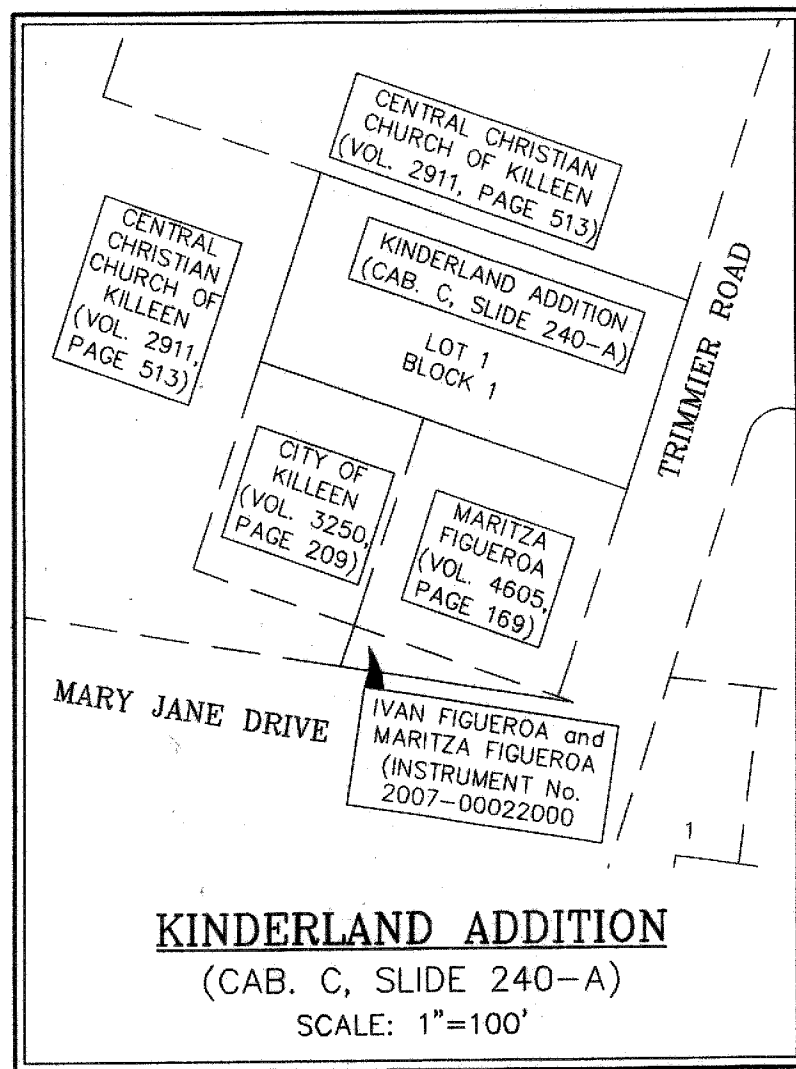 CENTRAL CHRISTIAN
CHURCH OF KILLEEN
(VOL. 2911, PAGE 513)
CENTRAL
CHRISTIAN
CHURCH OF
KILLEEN
(VOL. 2911,
PAGE 513)
KINDERLAND ADDITION
(CAB. C, SLIDE 240-A)
LOT 1
BLOCK 1
TRIMMIER ROAD
CITY OF
KILLEEN
(VOL. 3250,
PAGE 209)
MARITZA
FIGUEROA
(VOL. 4605,
PAGE 169)
MARY JANE DRIVE
IVAN FIGUEROA and
MARITZA FIGUEROA
(INSTRUMENT No.
2007-00022000
1
KINDERLAND ADDITION
(CAB. C, SLIDE 240-A)
SCALE: 1"=100'